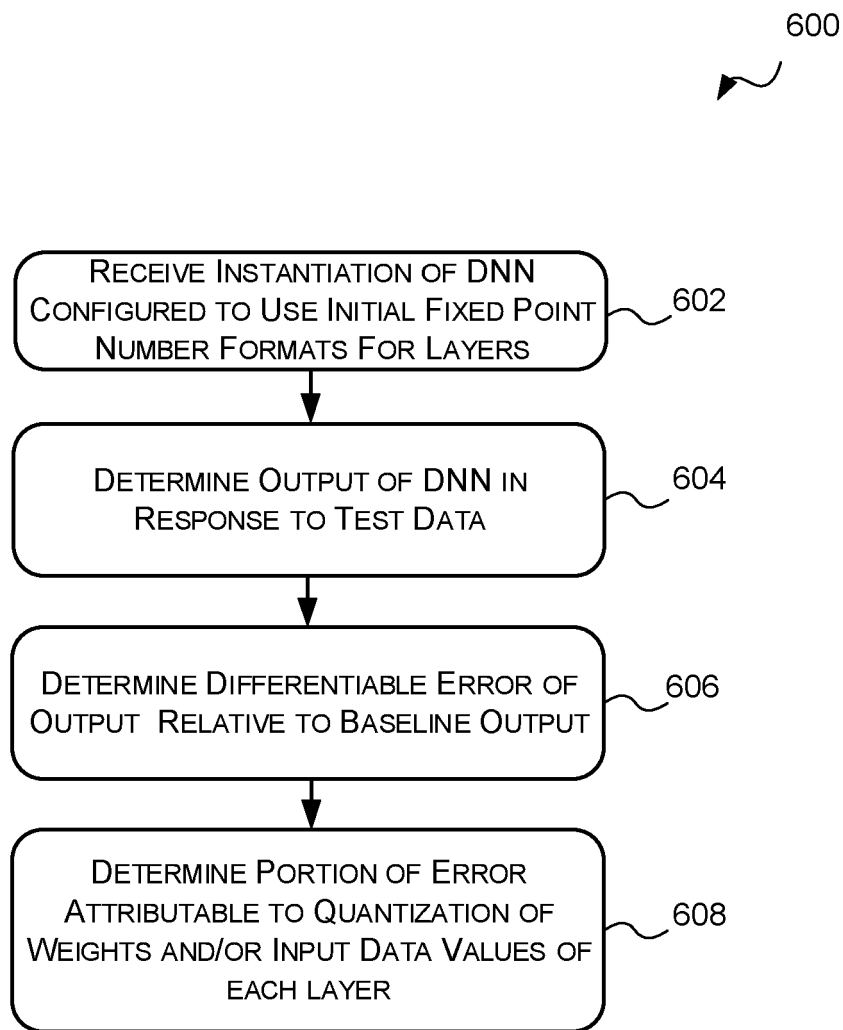 600
RECEIVE INSTANTIATION OF DNN
CONFIGURED TO USE INITIAL FIXED POINT
NUMBER FORMATS FOR LAYERS
602
DETERMINE OUTPUT OF DNN IN
RESPONSE TO TEST DATA
604
DETERMINE DIFFERENTIABLE ERROR OF
OUTPUT RELATIVE TO BASELINE OUTPUT
606
DETERMINE PORTION OF ERROR
ATTRIBUTABLE TO QUANTIZATION OF
WEIGHTS AND/OR INPUT DATA VALUES OF
EACH LAYER
608